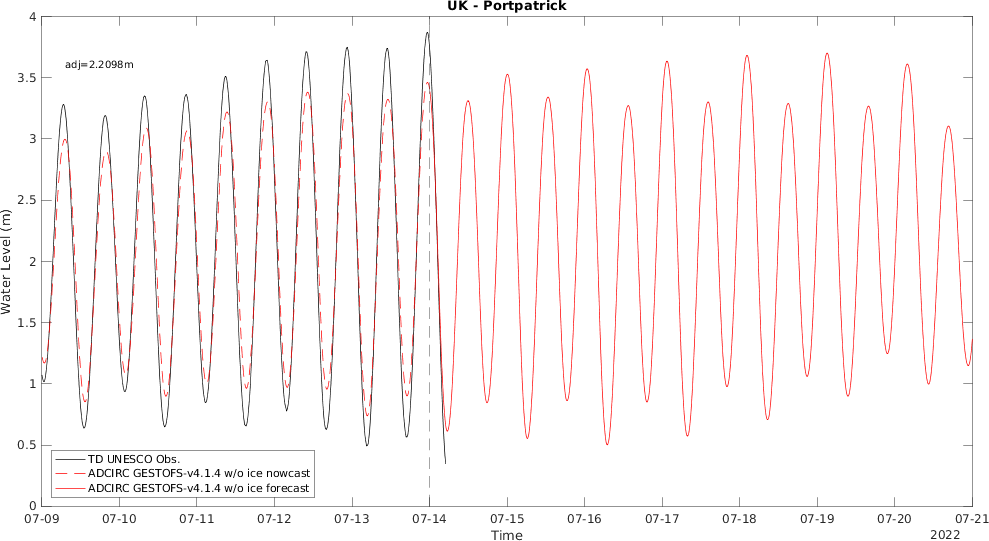 UK - Portpatrick
adj=2.2098m
Water Level (m)
4
3.5
3
2.5
2
1.5
1
0.5
0
TD UNESCO Obs.
ADCIRC GESTOFS-v4.1.4 w/o ice nowcast
ADCIRC GESTOFS-v4.1.4 w/o ice forecast
07-09 07-10 07-11 07-12 07-13 07-14 07-15 07-16 07-17 07-18 07-19 07-20 07-21
Time
2022